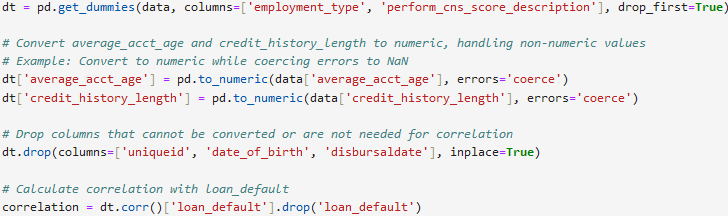 dt = pd.get_dummies(data, columns=['employment_type', 'perform_cns_score_description'], drop_first=True)
# Convert average_acct_age and credit_history_length to numeric, handling non-numeric values
# Example: Convert to numeric while coercing errors to NaN
dt['average_acct_age'] = pd.to_numeric(data['average_acct_age'], errors='coerce')
dt['credit_history_length'] = pd.to_numeric(data['credit_history_length'], errors='coerce')
# Drop columns that cannot be converted or are not needed for correlation
dt.drop(columns=['uniqueid', 'date_of_birth', 'disbursaldate'], inplace=True)
# Calculate correlation with loan_default
correlation = dt.corr()['loan_default'].drop('loan_default')